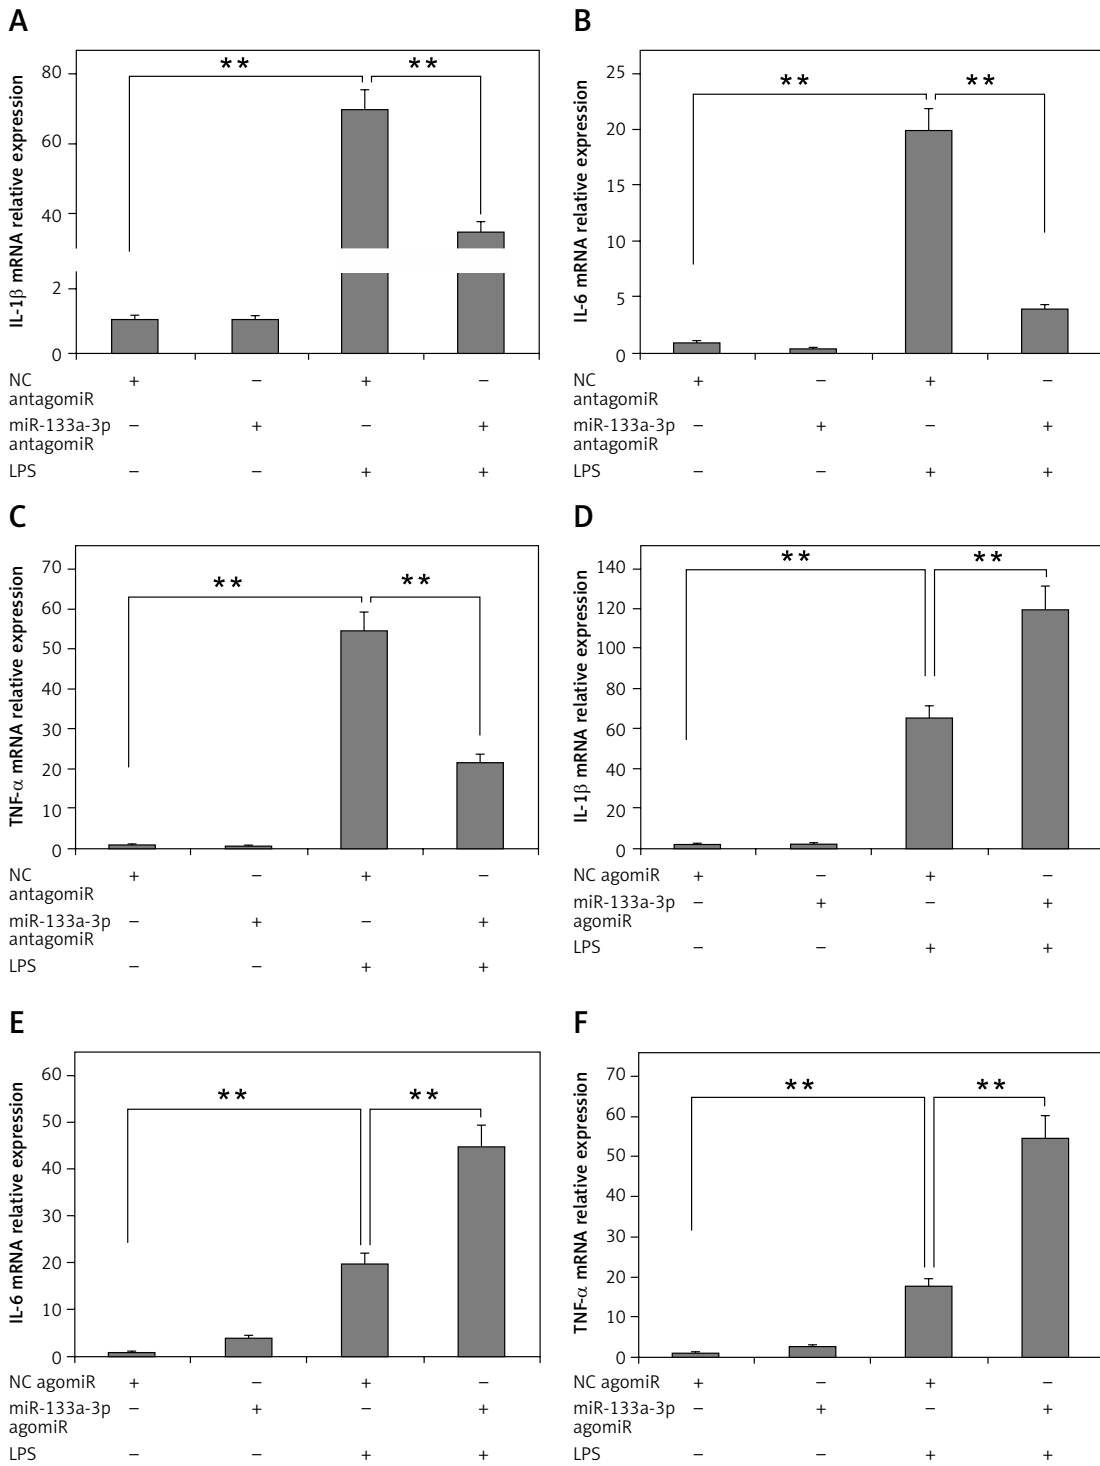 A
IL-1β mRNA relative expression
80
60
40
2
0
** **
NC antagomiR + – + –
miR-133a-3p antagomiR – + – +
LPS – – + +
B
IL-6 mRNA relative expression
25
20
15
10
5
0
** **
NC antagomiR + – + –
miR-133a-3p antagomiR – + – +
LPS – – + +
C
TNF-α mRNA relative expression
70
60
50
40
30
20
10
0
** **
NC antagomiR + – + –
miR-133a-3p antagomiR – + – +
LPS – – + +
D
IL-1β mRNA relative expression
140
120
100
80
60
40
20
0
** **
NC agomiR + – + –
miR-133a-3p agomiR – + – +
LPS – – + +
E
IL-6 mRNA relative expression
60
50
40
30
20
10
0
** **
NC agomiR + – + –
miR-133a-3p agomiR – + – +
LPS – – + +
F
TNF-α mRNA relative expression
70
60
50
40
30
20
10
0
** **
NC agomiR + – + –
miR-133a-3p agomiR – + – +
LPS – – + +